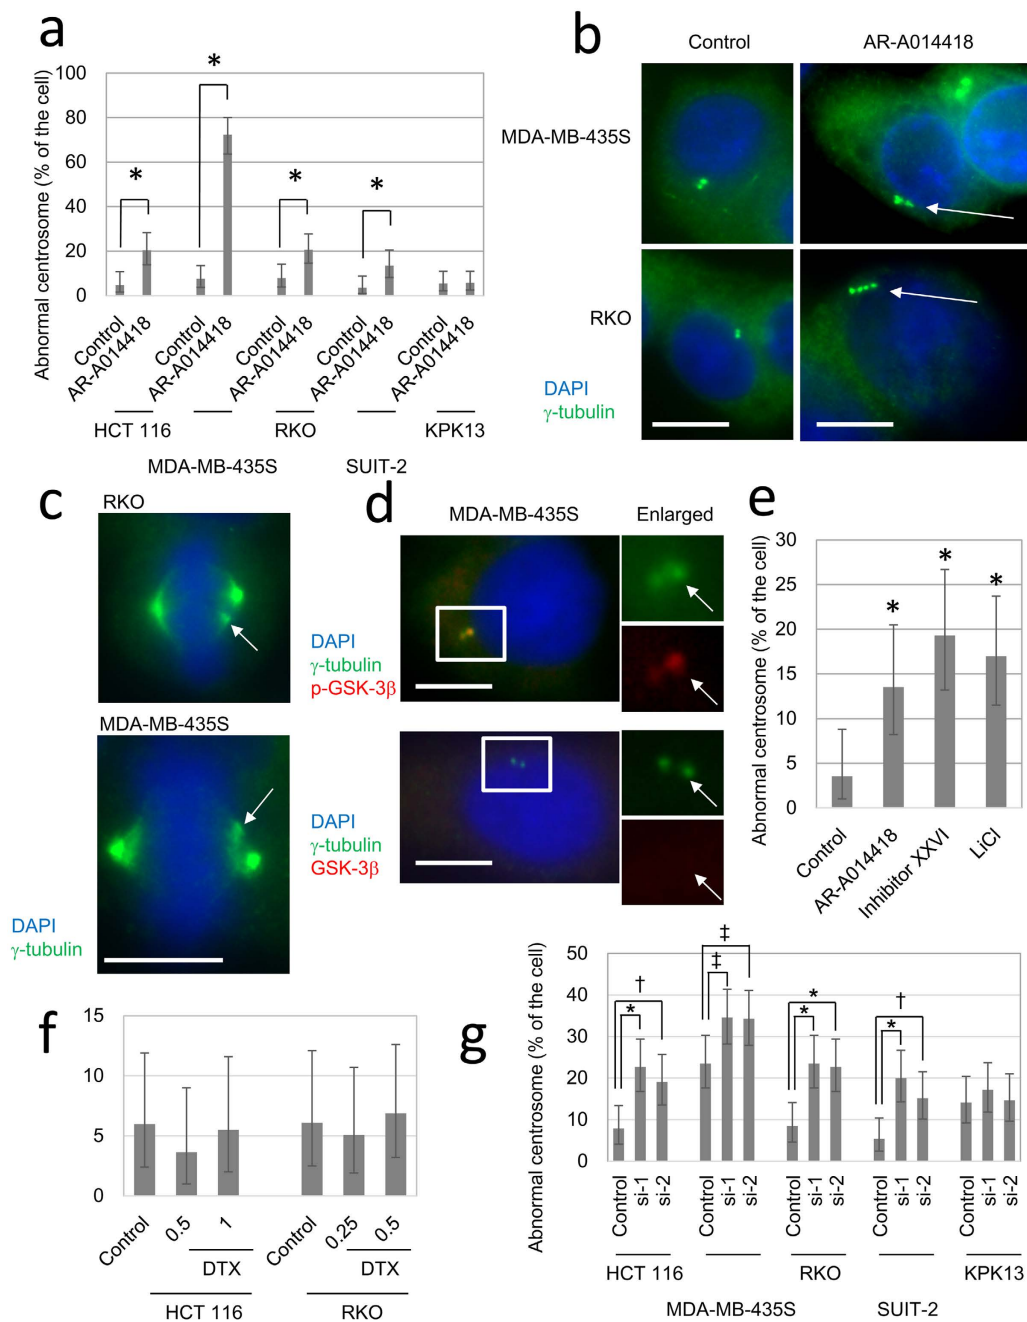 a
Abnormal centrosome (% of the cell)
100
80
60
40
20
0
*
*
*
*
Control
AR-A014418
Control
AR-A014418
Control
AR-A014418
Control
AR-A014418
Control
AR-A014418
HCT 116
RKO
KPK13
MDA-MB-435S
SUIT-2
b
Control
AR-A014418
MDA-MB-435S
RKO
DAPI
γ-tubulin
c
RKO
MDA-MB-435S
DAPI
γ-tubulin
d
MDA-MB-435S
Enlarged
DAPI
γ-tubulin
p-GSK-3β
DAPI
γ-tubulin
GSK-3β
e
Abnormal centrosome (% of the cell)
30
25
20
15
10
5
0
*
*
*
Control
AR-A014418
Inhibitor XXVI
LiCl
f
15
10
5
0
Control
0.5
1
Control
0.25
0.5
DTX
DTX
HCT 116
RKO
g
Abnormal centrosome (% of the cell)
50
40
30
20
10
0
†
*
‡
‡
*
*
†
*
Control
si-1
si-2
Control
si-1
si-2
Control
si-1
si-2
Control
si-1
si-2
Control
si-1
si-2
HCT 116
RKO
KPK13
MDA-MB-435S
SUIT-2